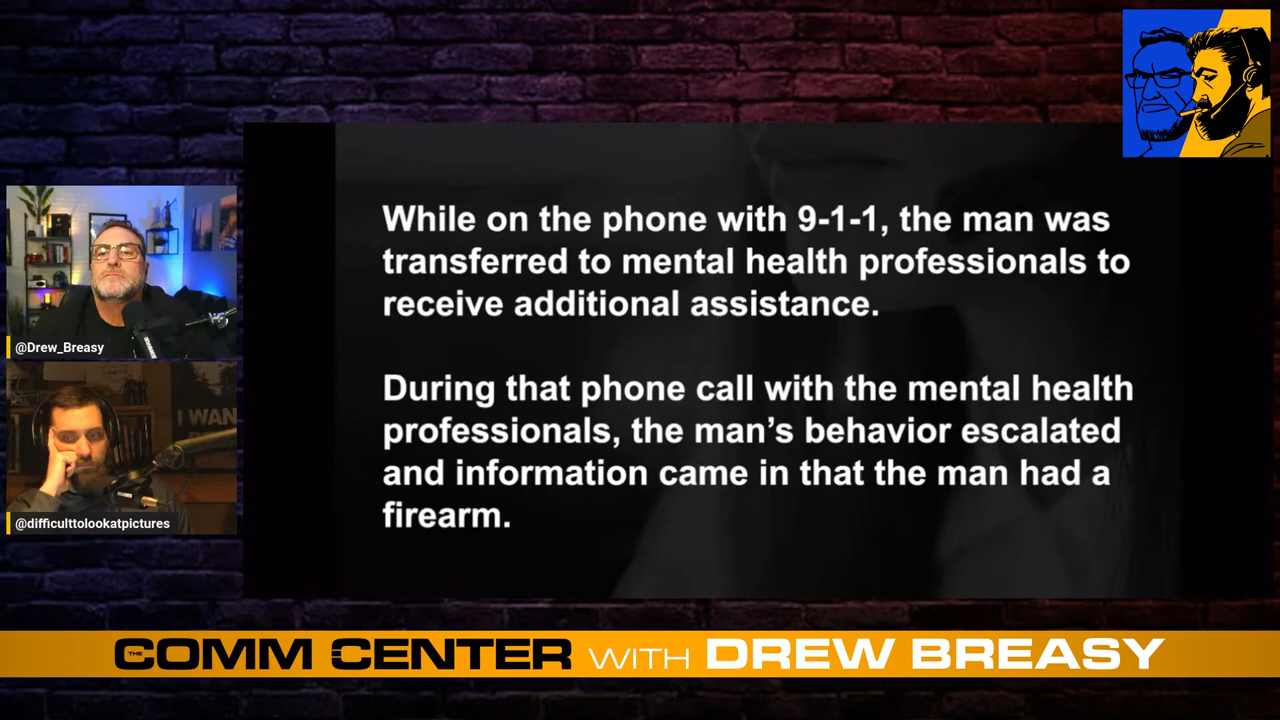 While on the phone with 9-1-1, the man was
transferred to mental health professionals to
receive additional assistance.
During that phone call with the mental health
professionals, the man’s behavior escalated
and information came in that the man had a
firearm.
@Drew_Breasy
I WAN
@difficulttolookatpictures
THE COMM CENTER WITH DREW BREASY